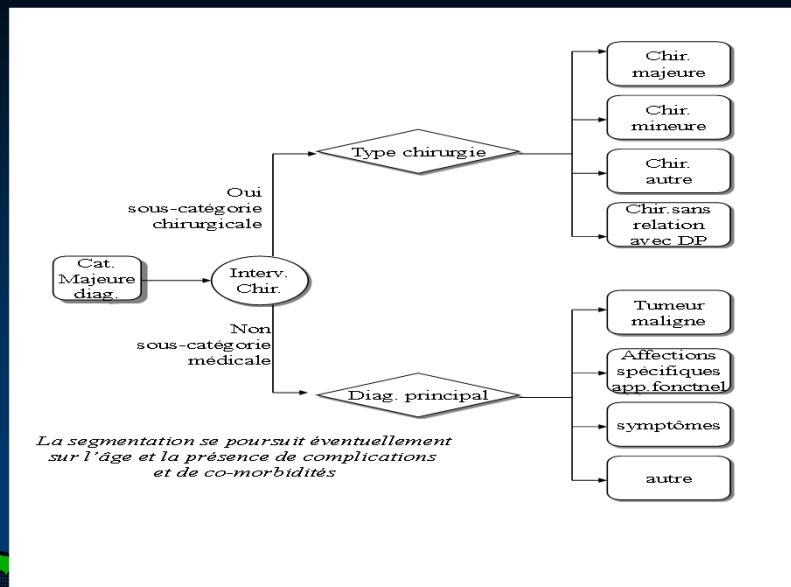 Cat.
Majeure
diag.
Interv.
Chir.
Oui
sous-catégorie
chirurgicale
Type chirurgie
Chir.
majeure
Chir.
mineure
Chir.
autre
Chir.sans
relation
avec DP
Non
sous-catégorie
médicale
Diag. principal
Tumeur
maligne
Affections
spécifiques
app.fonctnel
symptômes
autre
La segmentation se poursuit éventuellement
sur l'âge et la présence de complications
et de co-morbidités